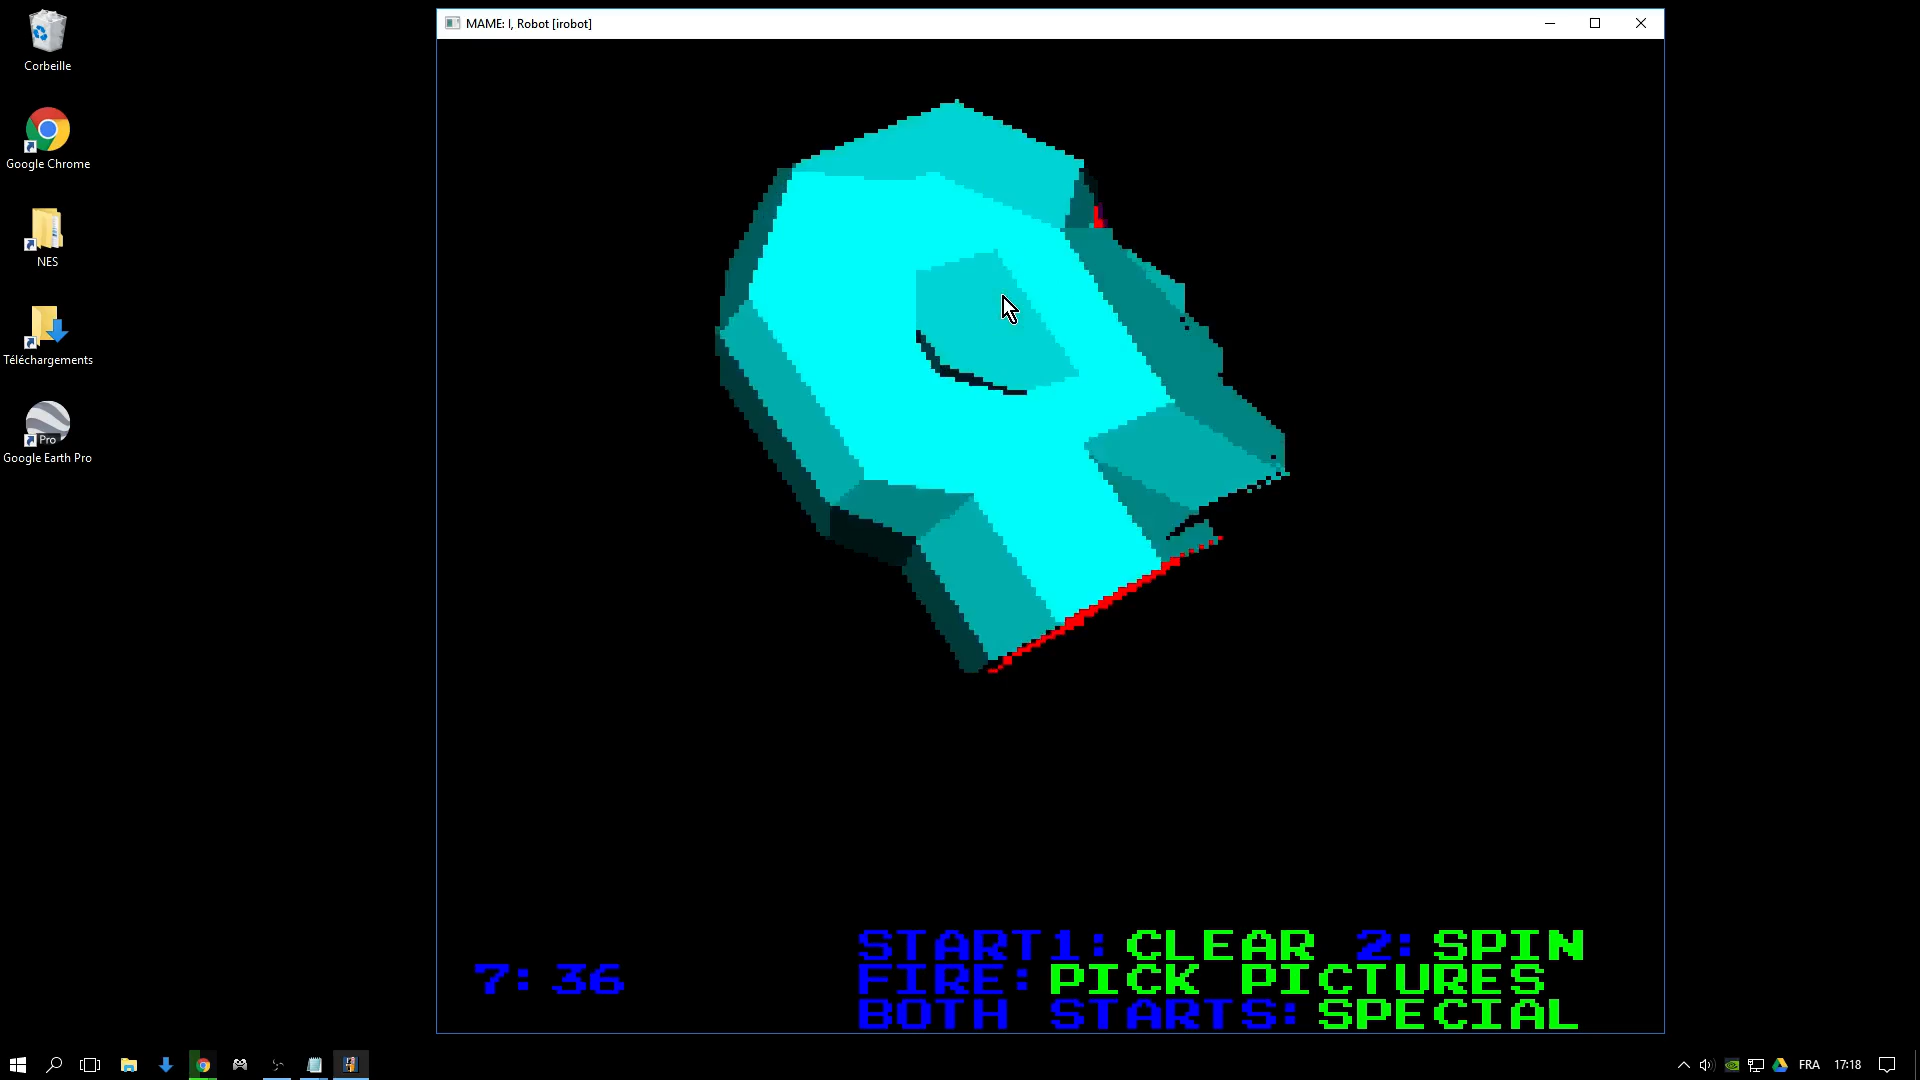 MAME: I, Robot [irobot]
Corbeille
Google Chrome
NES
Téléchargements
Pro
Google Earth Pro
START1: CLEAR 2: SPIN
7: 36 FIRE: PICK PICTURES
BOTH STARTS: SPECIAL
FRA 17:18